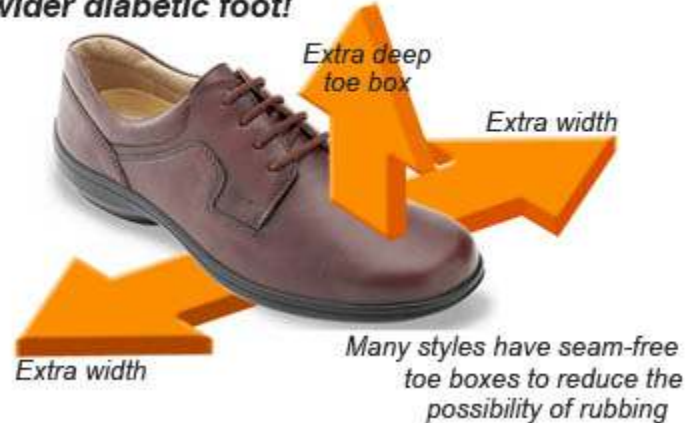 wider diabetic foot!
Extra deep
toe box
Extra width
Extra width
Many styles have seam-free
toe boxes to reduce the
possibility of rubbing